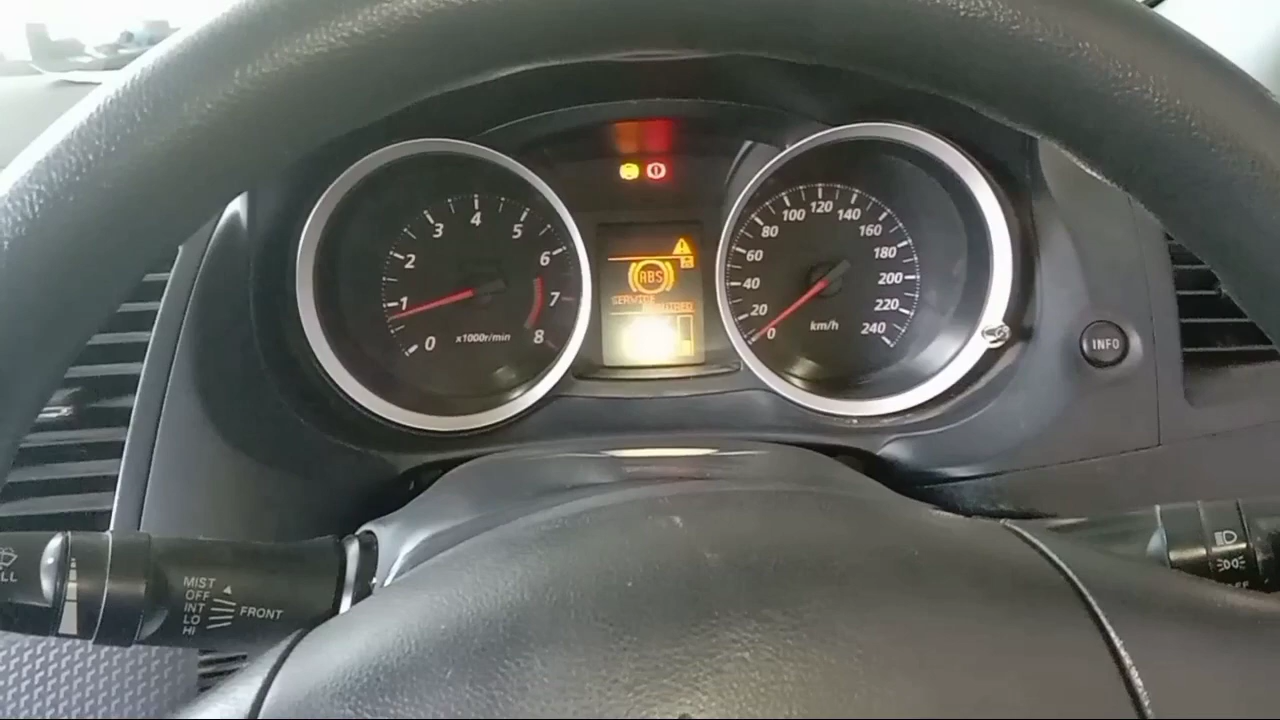 0
1
2
3
4
5
6
7
8
x1000r/min
ABS
SERVICE
REQUIRED
0
20
40
60
80
100
120
140
160
180
200
220
240
km/h
INFO
MIST
OFF
INT
LO
HI
FRONT